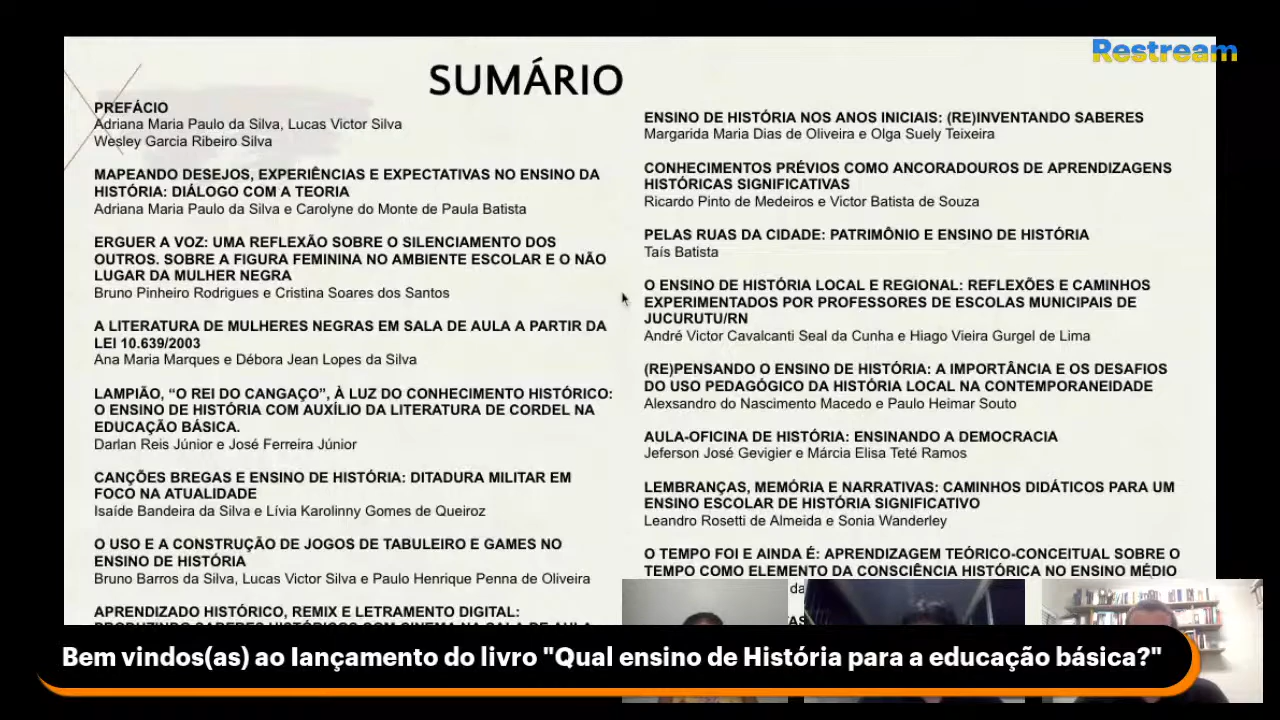 Restream
SUMÁRIO
PREFÁCIO
Adriana Maria Paulo da Silva, Lucas Victor Silva
Wesley Garcia Ribeiro Silva
MAPEANDO DESEJOS, EXPERIÊNCIAS E EXPECTATIVAS NO ENSINO DA
HISTÓRIA: DIÁLOGO COM A TEORIA
Adriana Maria Paulo da Silva e Carolyne do Monte de Paula Batista
ERGUER A VOZ: UMA REFLEXÃO SOBRE O SILENCIAMENTO DOS
OUTROS. SOBRE A FIGURA FEMININA NO AMBIENTE ESCOLAR E O NÃO
LUGAR DA MULHER NEGRA
Bruno Pinheiro Rodrigues e Cristina Soares dos Santos
A LITERATURA DE MULHERES NEGRAS EM SALA DE AULA A PARTIR DA
LEI 10.639/2003
Ana Maria Marques e Débora Jean Lopes da Silva
LAMPIÃO, “O REI DO CANGAÇO”, À LUZ DO CONHECIMENTO HISTÓRICO:
O ENSINO DE HISTÓRIA COM AUXÍLIO DA LITERATURA DE CORDEL NA
EDUCAÇÃO BÁSICA.
Darlan Reis Júnior e José Ferreira Júnior
CANÇÕES BREGAS E ENSINO DE HISTÓRIA: DITADURA MILITAR EM
FOCO NA ATUALIDADE
Isaíde Bandeira da Silva e Lívia Karolinny Gomes de Queiroz
O USO E A CONSTRUÇÃO DE JOGOS DE TABULEIRO E GAMES NO
ENSINO DE HISTÓRIA
Bruno Barros da Silva, Lucas Victor Silva e Paulo Henrique Penna de Oliveira
APRENDIZADO HISTÓRICO, REMIX E LETRAMENTO DIGITAL:
PRODUZINDO SABERES HISTÓRICOS COM CINEMA NA SALA DE AULA
ENSINO DE HISTÓRIA NOS ANOS INICIAIS: (RE)INVENTANDO SABERES
Margarida Maria Dias de Oliveira e Olga Suely Teixeira
CONHECIMENTOS PRÉVIOS COMO ANCORADOUROS DE APRENDIZAGENS
HISTÓRICAS SIGNIFICATIVAS
Ricardo Pinto de Medeiros e Victor Batista de Souza
PELAS RUAS DA CIDADE: PATRIMÔNIO E ENSINO DE HISTÓRIA
Taís Batista
O ENSINO DE HISTÓRIA LOCAL E REGIONAL: REFLEXÕES E CAMINHOS
EXPERIMENTADOS POR PROFESSORES DE ESCOLAS MUNICIPAIS DE
JUCURUTU/RN
André Victor Cavalcanti Seal da Cunha e Hiago Vieira Gurgel de Lima
(RE)PENSANDO O ENSINO DE HISTÓRIA: A IMPORTÂNCIA E OS DESAFIOS
DO USO PEDAGÓGICO DA HISTÓRIA LOCAL NA CONTEMPORANEIDADE
Alexsandro do Nascimento Macedo e Paulo Heimar Souto
AULA-OFICINA DE HISTÓRIA: ENSINANDO A DEMOCRACIA
Jeferson José Gevigier e Márcia Elisa Teté Ramos
LEMBRANÇAS, MEMÓRIA E NARRATIVAS: CAMINHOS DIDÁTICOS PARA UM
ENSINO ESCOLAR DE HISTÓRIA SIGNIFICATIVO
Leandro Rosetti de Almeida e Sonia Wanderley
O TEMPO FOI E AINDA É: APRENDIZAGEM TEÓRICO-CONCEITUAL SOBRE O
TEMPO COMO ELEMENTO DA CONSCIÊNCIA HISTÓRICA NO ENSINO MÉDIO
da
Bem vindos(as) ao lançamento do livro "Qual ensino de História para a educação básica?"